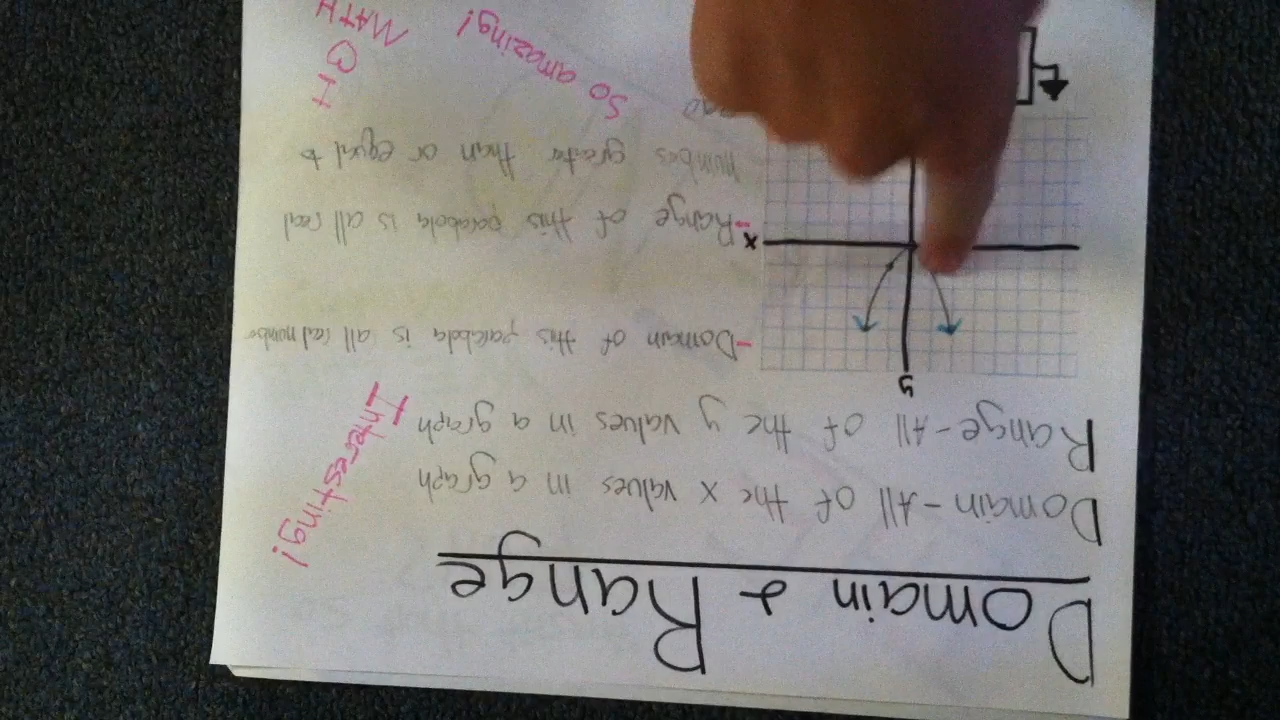 Domain & Range
Domain - All of the x values in a graph
Range - All of the y values in a graph
Interesting!
y
- Domain of this parabola is all real number
x
- Range of this parabola is all real
numbers greater than or equal to
OH
MATH
So amazing!